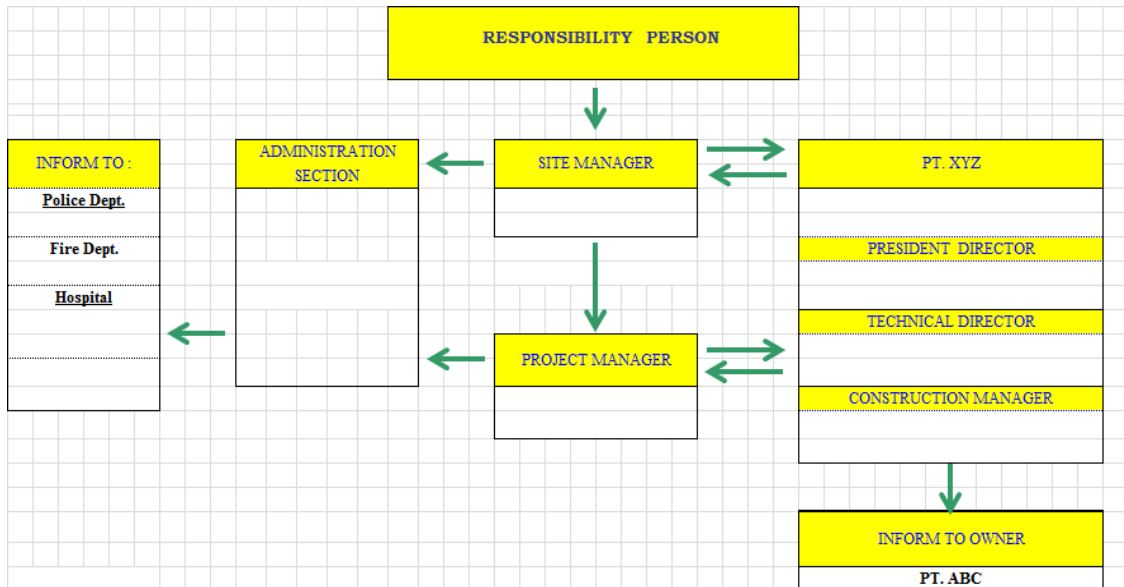 RESPONSIBILITY PERSON
INFORM TO :
Police Dept.
Fire Dept.
Hospital
ADMINISTRATION
SECTION
SITE MANAGER
PROJECT MANAGER
PT. XYZ
PRESIDENT DIRECTOR
TECHNICAL DIRECTOR
CONSTRUCTION MANAGER
INFORM TO OWNER
PT. ABC